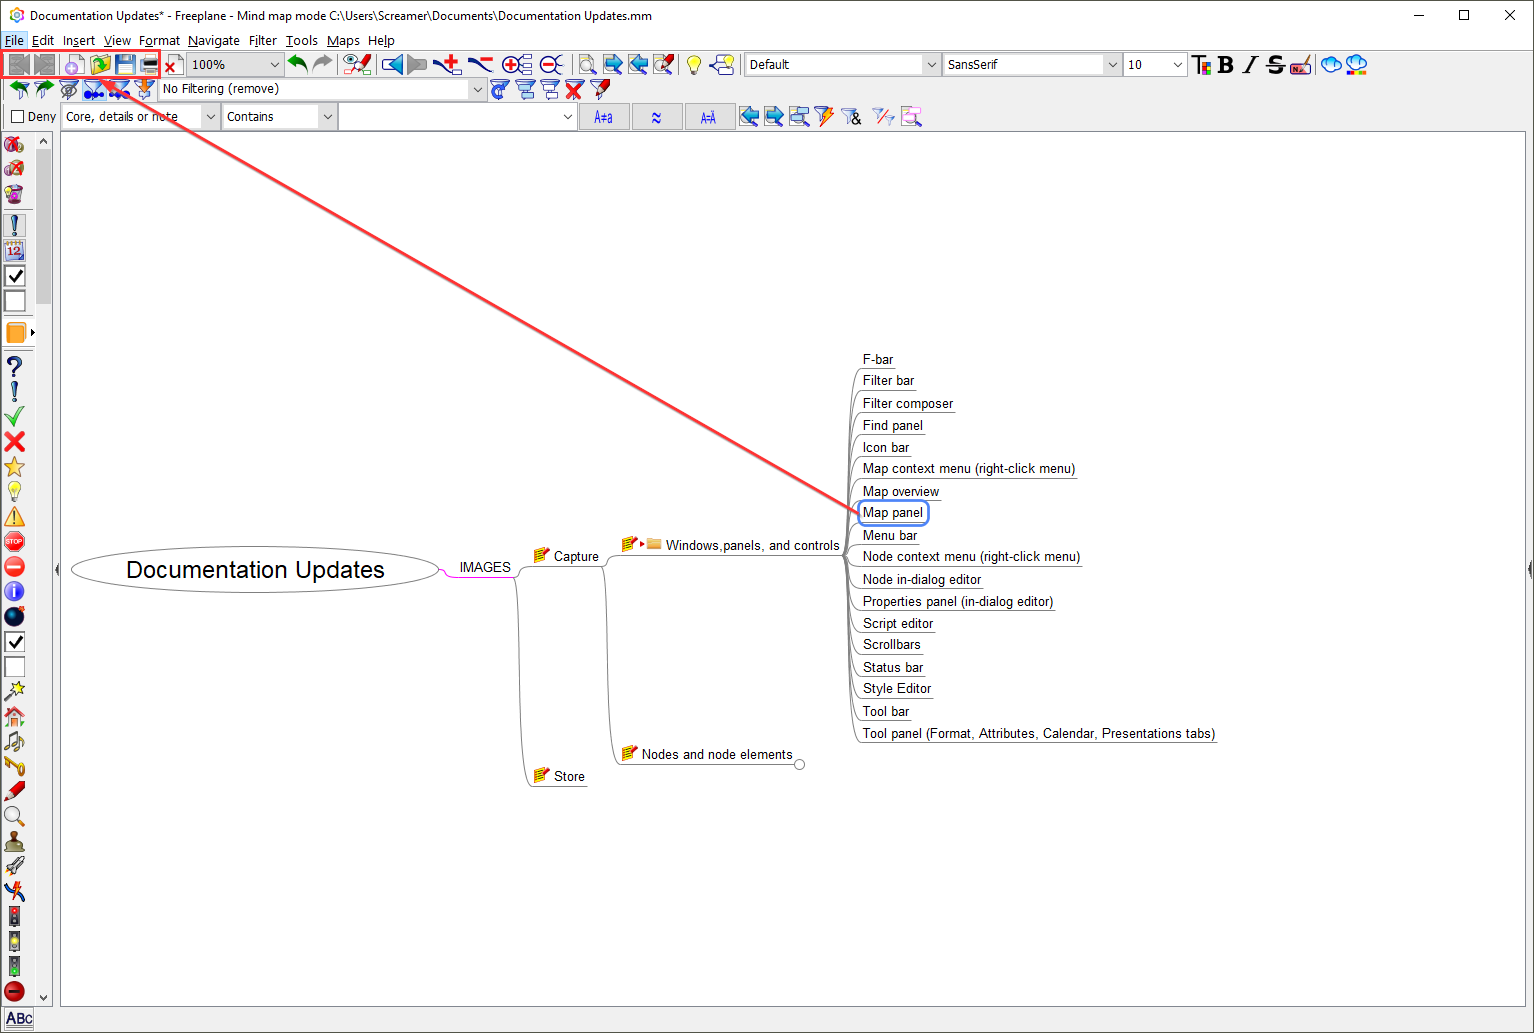 Documentation Updates* - Freeplane - Mind map mode C:\Users\Screamer\Documents\Documentation Updates.mm
File Edit Insert View Format Navigate Filter Tools Maps Help
100% Default SansSerif 10 B I S
No Filtering (remove)
Deny Core, details or note Contains A≠a ≈ A=Ä &
12
?
!
STOP
i
F-bar
Filter bar
Filter composer
Find panel
Icon bar
Map context menu (right-click menu)
Map overview
Map panel
Menu bar
Node context menu (right-click menu)
Node in-dialog editor
Properties panel (in-dialog editor)
Script editor
Scrollbars
Status bar
Style Editor
Tool bar
Tool panel (Format, Attributes, Calendar, Presentations tabs)
Windows,panels, and controls
Capture
IMAGES
Documentation Updates
Nodes and node elements
Store
ABC